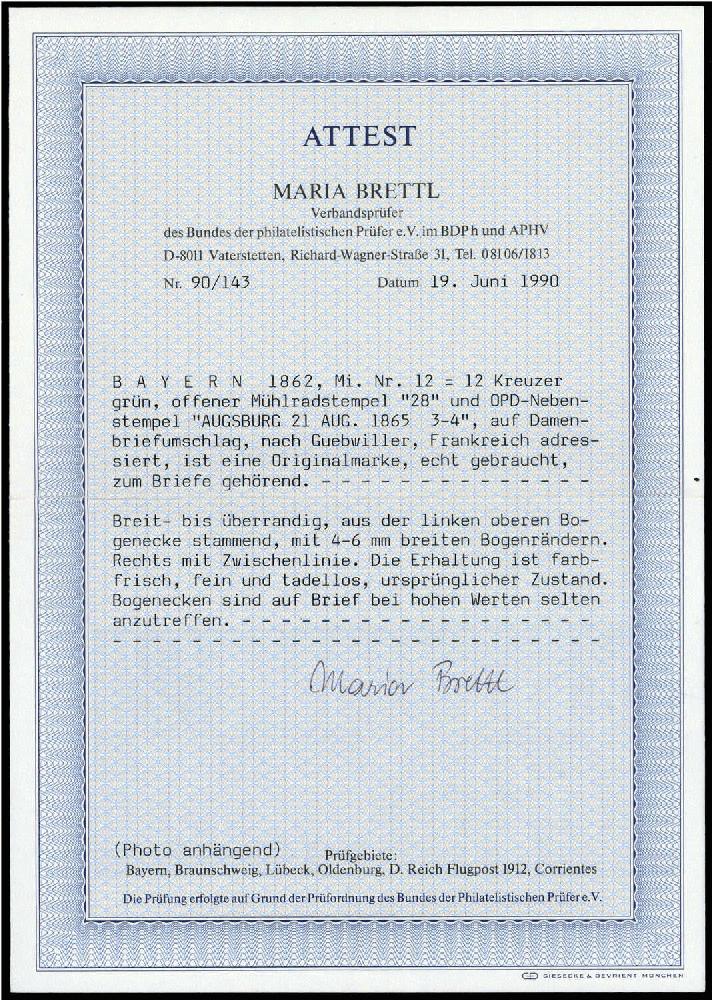 ATTEST
MARIA BRETTL
Verbandsprüfer
des Bundes der philatelistischen Prüfer e.V. im BDPh und APHV
D-8011 Vaterstetten, Richard-Wagner-Straße 31, Tel. 08106/1813
Nr. 90/143 Datum 19. Juni 1990
B A Y E R N 1862, Mi. Nr. 12 = 12 Kreuzer
grün, offener Mühlradstempel "28" und OPD-Neben-
stempel "AUGSBURG 21 AUG. 1865 3-4", auf Damen-
briefumschlag, nach Guebwiller, Frankreich adres-
siert, ist eine Originalmarke, echt gebraucht,
zum Briefe gehörend. - - - - - - - - - - - - - -
Breit- bis überrandig, aus der linken oberen Bo-
genecke stammend, mit 4-6 mm breiten Bogenrändern.
Rechts mit Zwischenlinie. Die Erhaltung ist farb-
frisch, fein und tadellos, ursprünglicher Zustand.
Bogenecken sind auf Brief bei hohen Werten selten
anzutreffen. - - - - - - - - - - - - - - - - - -
- - - - - - - - - - - - - - - - - - - - - - - - -
Maria Brettl
(Photo anhängend) Prüfgebiete:
Bayern, Braunschweig, Lübeck, Oldenburg, D. Reich Flugpost 1912, Corrientes
Die Prüfung erfolgte auf Grund der Prüfordnung des Bundes der Philatelistischen Prüfer e.V.
GD GIESECKE & DEVRIENT MÜNCHEN